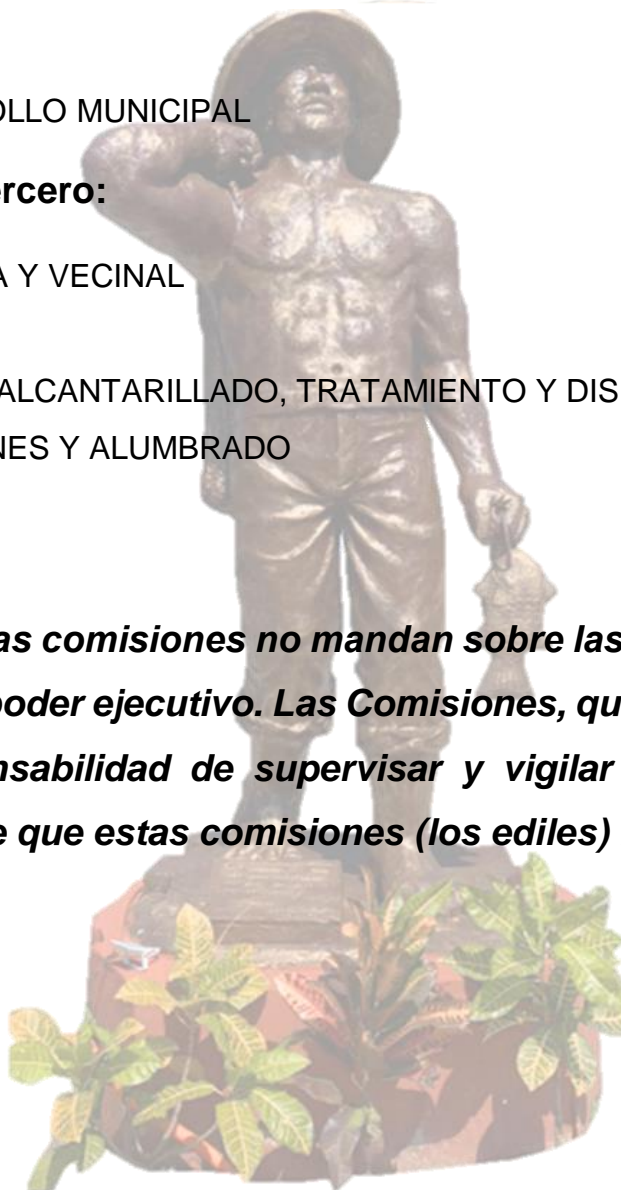 OLLO MUNICIPAL
ercero:
A Y VECINAL
ALCANTARILLADO, TRATAMIENTO Y DIS
NES Y ALUMBRADO
as comisiones no mandan sobre las
poder ejecutivo. Las Comisiones, qu
nsabilidad de supervisar y vigilar
e que estas comisiones (los ediles)